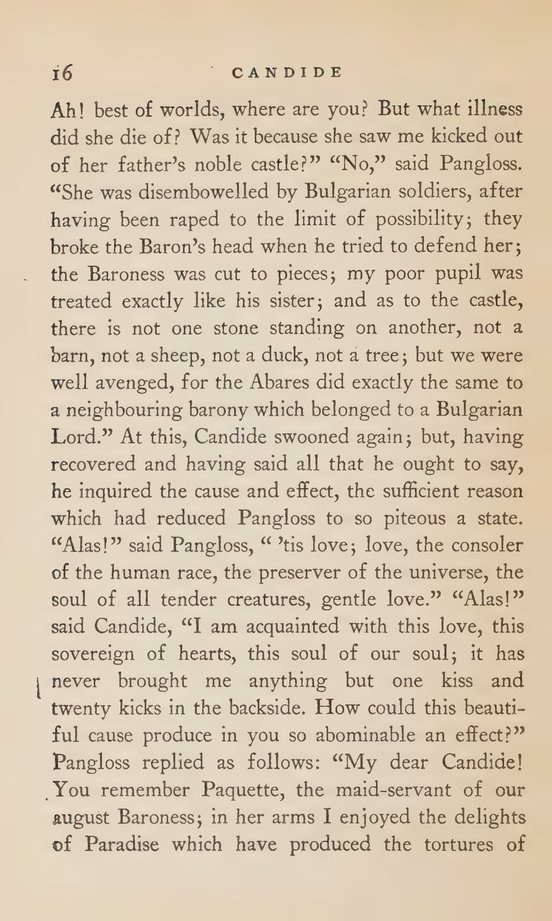 16 CANDIDE
Ah! best of worlds, where are you? But what illness
did she die of? Was it because she saw me kicked out
of her father's noble castle?” “No,” said Pangloss.
“She was disembowelled by Bulgarian soldiers, after
having been raped to the limit of possibility; they
broke the Baron's head when he tried to defend her;
the Baroness was cut to pieces; my poor pupil was
treated exactly like his sister; and as to the castle,
there is not one stone standing on another, not a
barn, not a sheep, not a duck, not a tree; but we were
well avenged, for the Abares did exactly the same to
a neighbouring barony which belonged to a Bulgarian
Lord.” At this, Candide swooned again; but, having
recovered and having said all that he ought to say,
he inquired the cause and effect, the sufficient reason
which had reduced Pangloss to so piteous a state.
“Alas!” said Pangloss, “ 'tis love; love, the consoler
of the human race, the preserver of the universe, the
soul of all tender creatures, gentle love.” “Alas!”
said Candide, “I am acquainted with this love, this
sovereign of hearts, this soul of our soul; it has
never brought me anything but one kiss and
twenty kicks in the backside. How could this beauti-
ful cause produce in you so abominable an effect?”
Pangloss replied as follows: “My dear Candide!
You remember Paquette, the maid-servant of our
august Baroness; in her arms I enjoyed the delights
of Paradise which have produced the tortures of